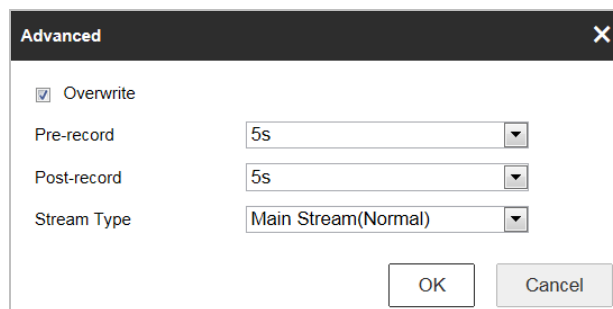 Advanced
Overwrite
Pre-record 5s
Post-record 5s
Stream Type Main Stream(Normal)
OK Cancel